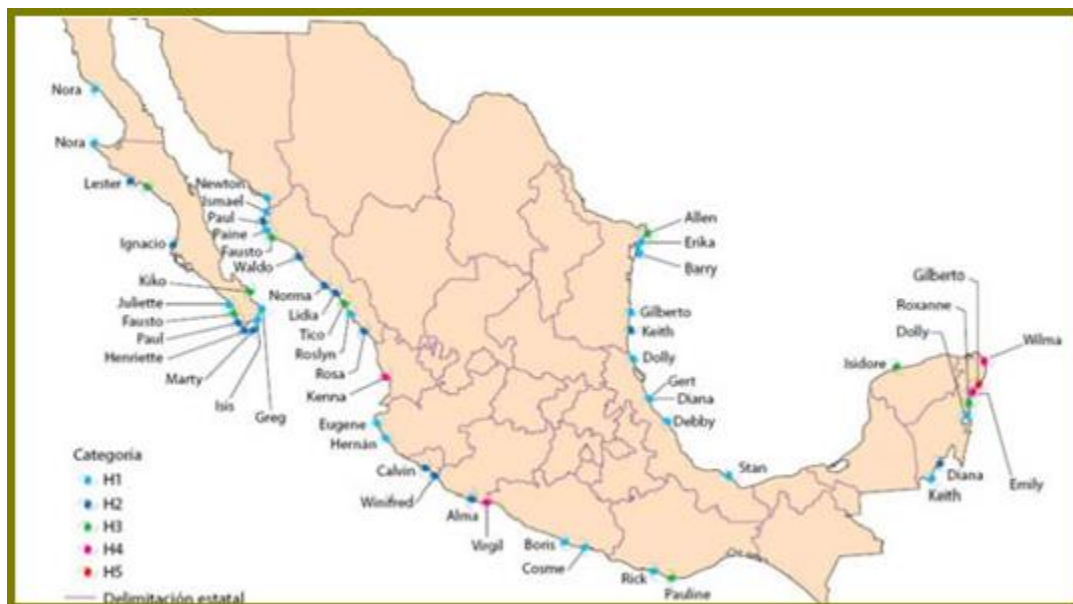 Nora
Nora
Lester
Ignacio
Kiko
Juliette
Fausto
Paul
Henriette
Marty
Isis
Greg
Newton
Ismael
Paul
Paine
Fausto
Waldo
Norma
Lidia
Tico
Roslyn
Rosa
Kenna
Eugene
Hernán
Calvin
Winifred
Alma
Virgil
Boris
Cosme
Rick
Pauline
Allen
Erika
Barry
Gilberto
Keith
Dolly
Gert
Diana
Debby
Stan
Isidore
Gilberto
Roxanne
Dolly
Wilma
Diana
Keith
Emily
Categoria
H1
H2
H3
H4
H5
Delimitación estatal